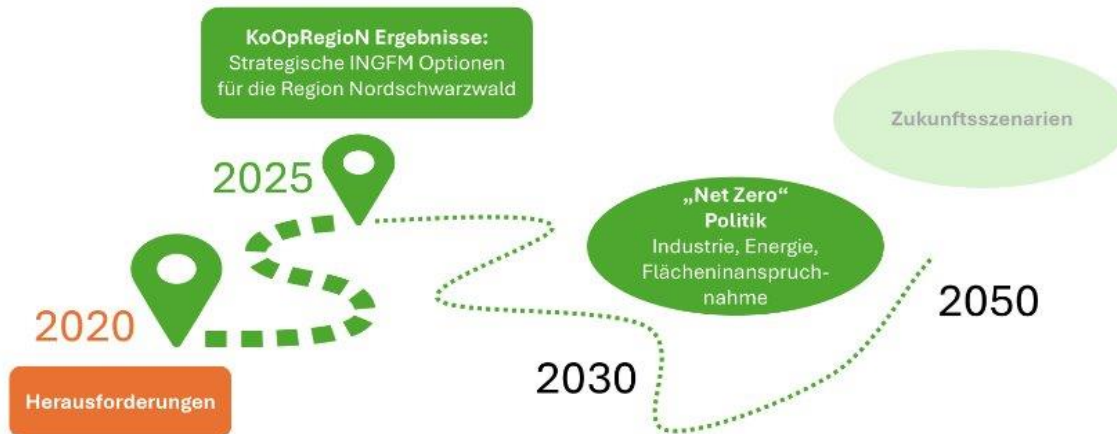 KoOpRegioN Ergebnisse:
Strategische INGFM Optionen
für die Region Nordschwarzwald
Zukunftsszenarien
2025
„Net Zero“
Politik
Industrie, Energie,
Flächeninanspruch-
nahme
2020
2050
2030
Herausforderungen